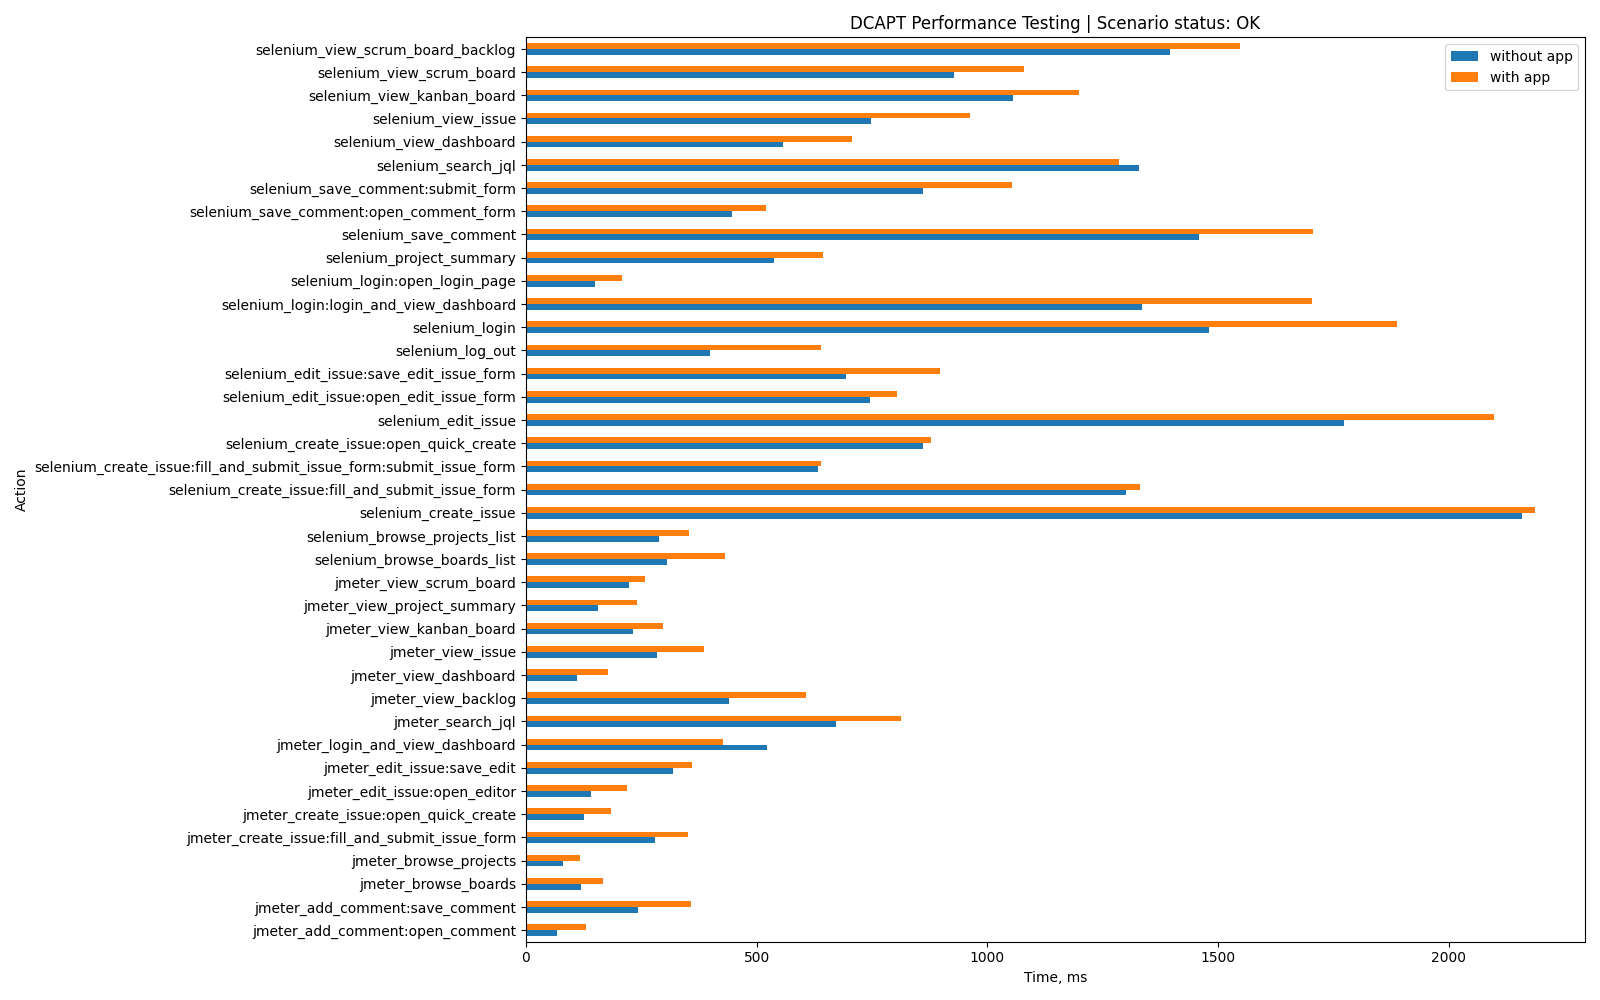 DCAPT Performance Testing | Scenario status: OK
without app
with app
selenium_view_scrum_board_backlog
selenium_view_scrum_board
selenium_view_kanban_board
selenium_view_issue
selenium_view_dashboard
selenium_search_jql
selenium_save_comment:submit_form
selenium_save_comment:open_comment_form
selenium_save_comment
selenium_project_summary
selenium_login:open_login_page
selenium_login:login_and_view_dashboard
selenium_login
selenium_log_out
selenium_edit_issue:save_edit_issue_form
selenium_edit_issue:open_edit_issue_form
selenium_edit_issue
selenium_create_issue:open_quick_create
selenium_create_issue:fill_and_submit_issue_form:submit_issue_form
selenium_create_issue:fill_and_submit_issue_form
selenium_create_issue
selenium_browse_projects_list
selenium_browse_boards_list
jmeter_view_scrum_board
jmeter_view_project_summary
jmeter_view_kanban_board
jmeter_view_issue
jmeter_view_dashboard
jmeter_view_backlog
jmeter_search_jql
jmeter_login_and_view_dashboard
jmeter_edit_issue:save_edit
jmeter_edit_issue:open_editor
jmeter_create_issue:open_quick_create
jmeter_create_issue:fill_and_submit_issue_form
jmeter_browse_projects
jmeter_browse_boards
jmeter_add_comment:save_comment
jmeter_add_comment:open_comment
Action
0 500 1000 1500 2000
Time, ms